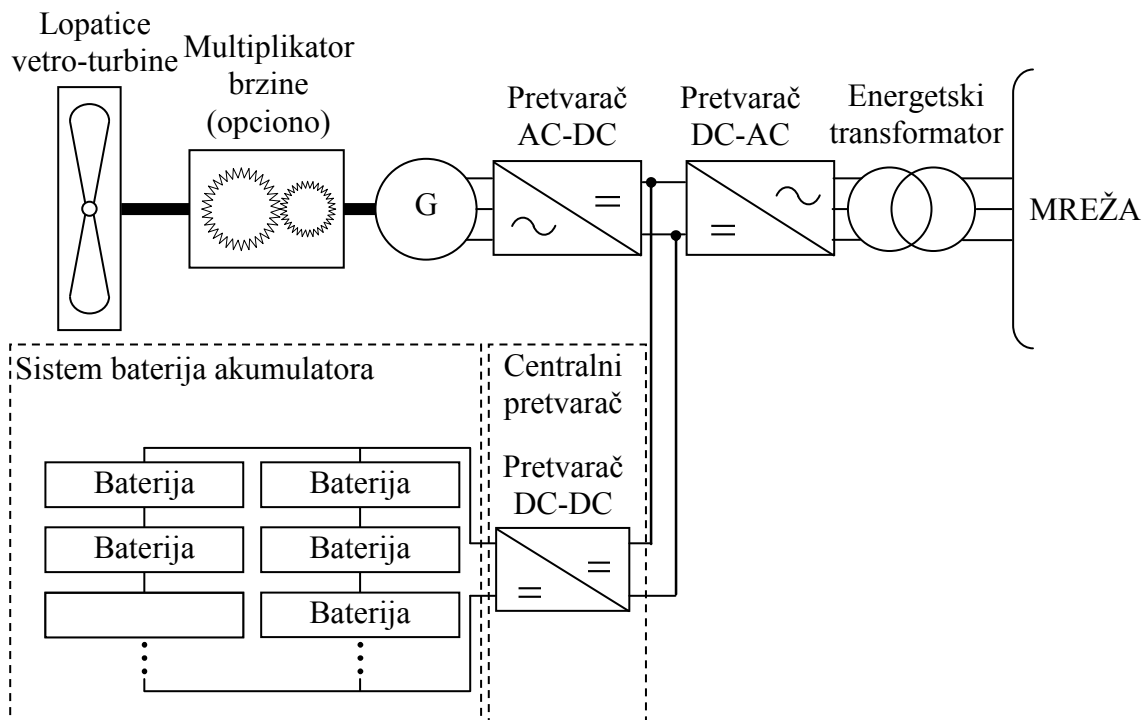 Lopatice
vetro-turbine
Multiplikator
brzine
(opciono)
G
Pretvarač
AC-DC
Pretvarač
DC-AC
Energetski
transformator
MREŽA
Sistem baterija akumulatora
Baterija
Baterija
Baterija
Baterija
Baterija
Centralni
pretvarač
Pretvarač
DC-DC